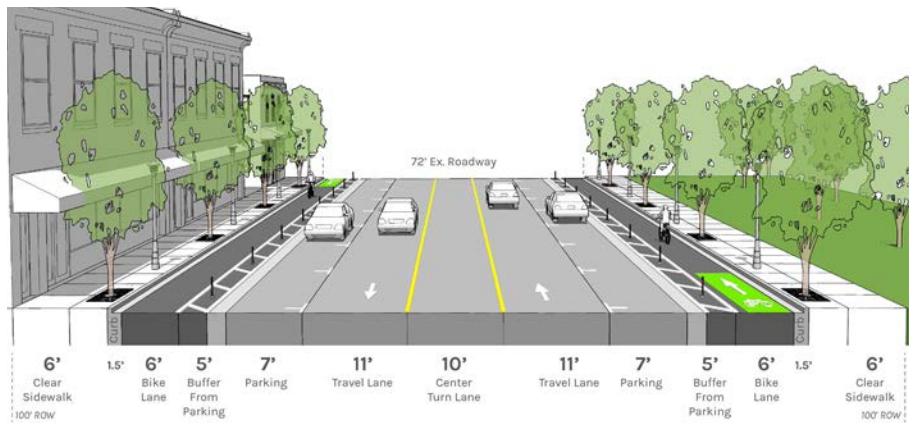 72' Ex. Roadway
Curb
Curb
6' 1.5' 6' 5' 7' 11' 10' 11' 7' 5' 6' 1.5' 6'
Clear Sidewalk
Bike Lane
Buffer From Parking
Parking
Travel Lane
Center Turn Lane
Travel Lane
Parking
Buffer From Parking
Bike Lane
Clear Sidewalk
100' ROW
100' ROW